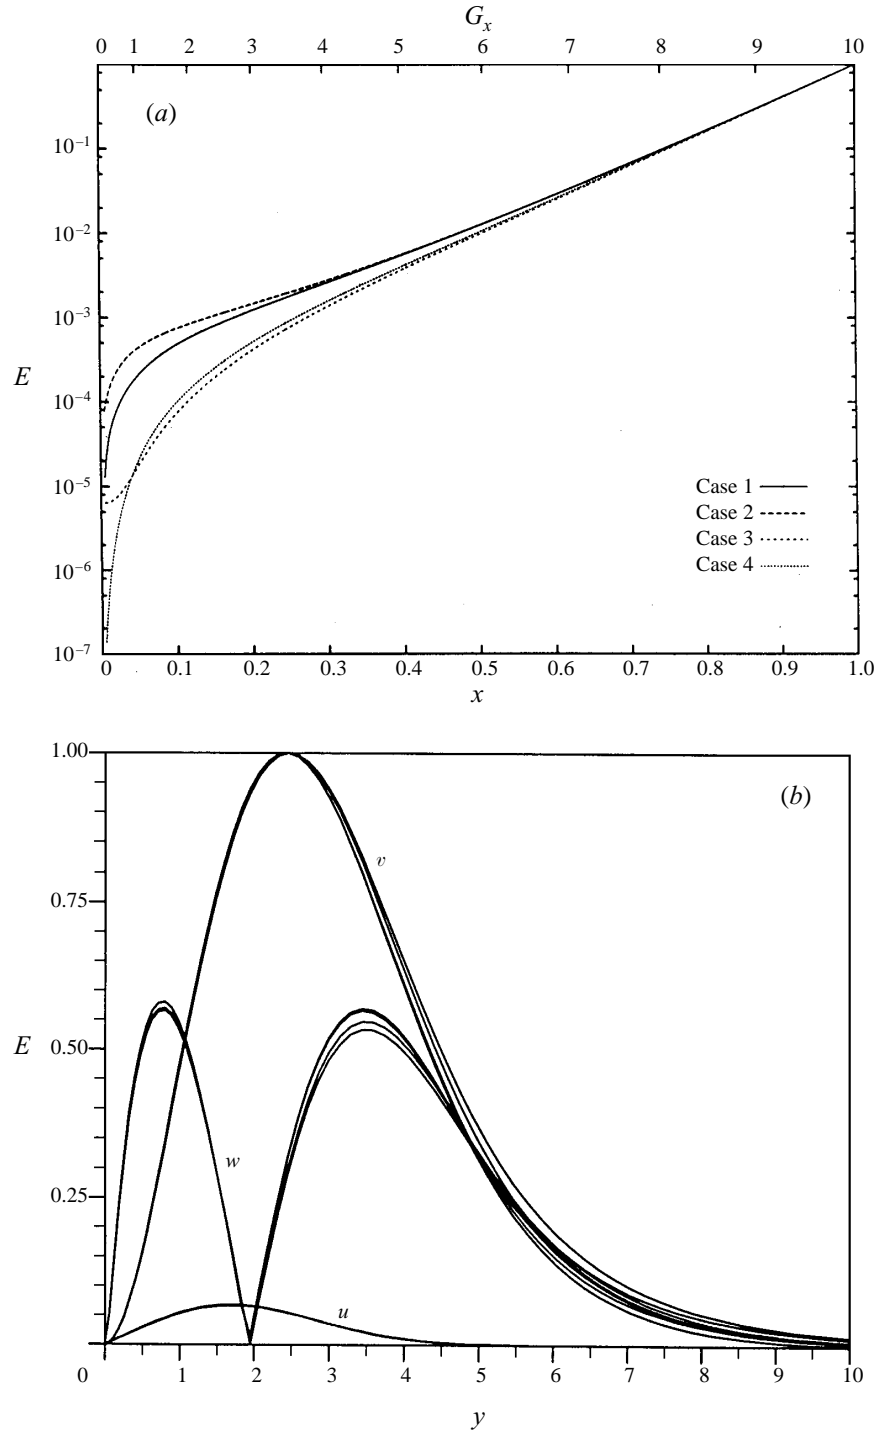 G_x
0 1 2 3 4 5 6 7 8 9 10
(a)
10^{-1}
10^{-2}
10^{-3}
E
10^{-4}
10^{-5}
10^{-6}
10^{-7}
Case 1
Case 2
Case 3
Case 4
0 0.1 0.2 0.3 0.4 0.5 0.6 0.7 0.8 0.9 1.0
x
1.00
(b)
v
0.75
E
0.50
w
0.25
u
0 1 2 3 4 5 6 7 8 9 10
y